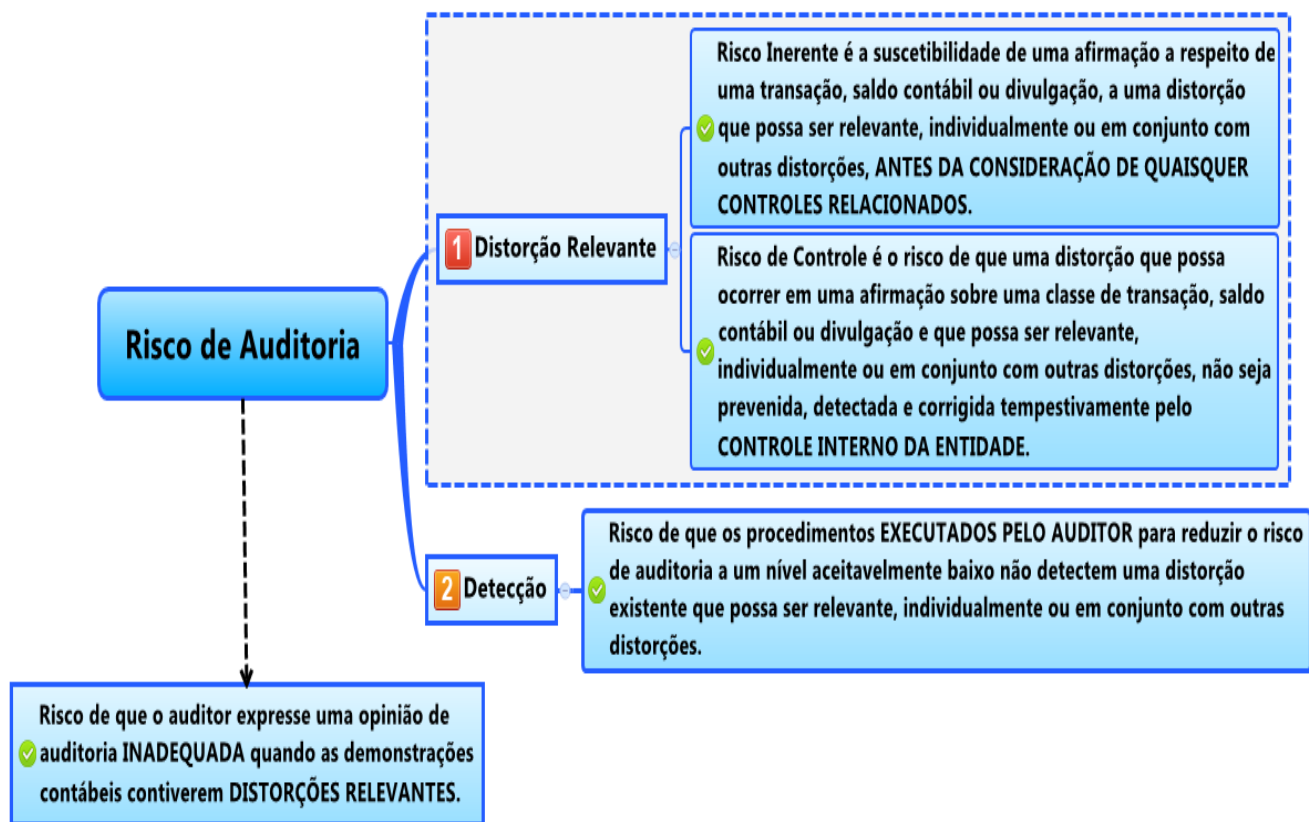 Risco de Auditoria
1 Distorção Relevante
Risco Inerente é a suscetibilidade de uma afirmação a respeito de
uma transação, saldo contábil ou divulgação, a uma distorção
que possa ser relevante, individualmente ou em conjunto com
outras distorções, ANTES DA CONSIDERAÇÃO DE QUAISQUER
CONTROLES RELACIONADOS.
Risco de Controle é o risco de que uma distorção que possa
ocorrer em uma afirmação sobre uma classe de transação, saldo
contábil ou divulgação e que possa ser relevante,
individualmente ou em conjunto com outras distorções, não seja
prevenida, detectada e corrigida tempestivamente pelo
CONTROLE INTERNO DA ENTIDADE.
2 Detecção
Risco de que os procedimentos EXECUTADOS PELO AUDITOR para reduzir o risco
de auditoria a um nível aceitavelmente baixo não detectem uma distorção
existente que possa ser relevante, individualmente ou em conjunto com outras
distorções.
Risco de que o auditor expresse uma opinião de
auditoria INADEQUADA quando as demonstrações
contábeis contiverem DISTORÇÕES RELEVANTES.